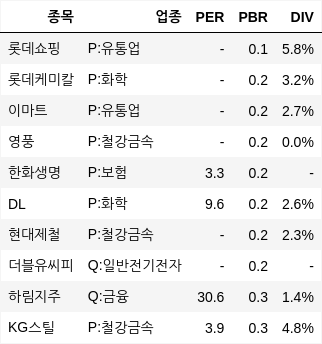 종목 업종 PER PBR DIV
롯데쇼핑 P:유통업 - 0.1 5.8%
롯데케미칼 P:화학 - 0.2 3.2%
이마트 P:유통업 - 0.2 2.7%
영풍 P:철강금속 - 0.2 0.0%
한화생명 P:보험 3.3 0.2 -
DL P:화학 9.6 0.2 2.6%
현대제철 P:철강금속 - 0.2 2.3%
더블유씨피 Q:일반전기전자 - 0.2 -
하림지주 Q:금융 30.6 0.3 1.4%
KG스틸 P:철강금속 3.9 0.3 4.8%